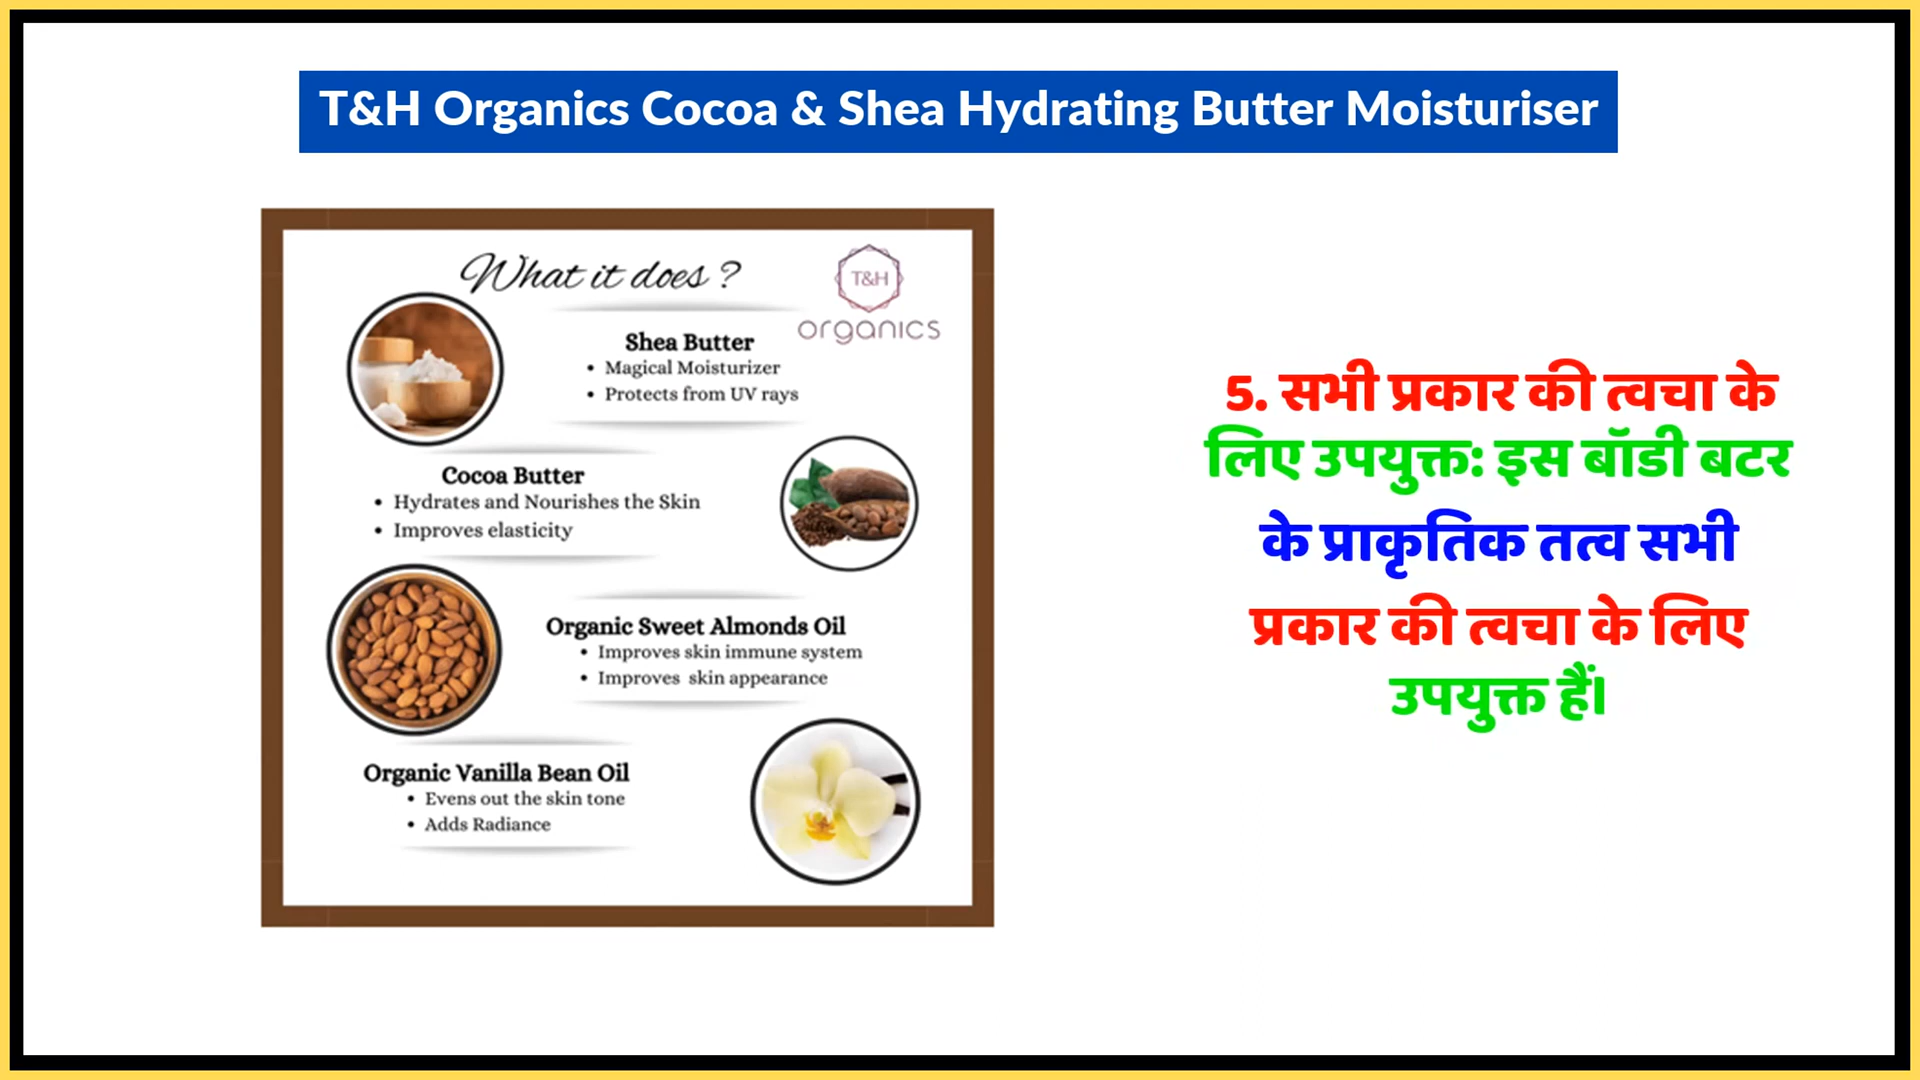 T&H Organics Cocoa & Shea Hydrating Butter Moisturiser
What it does ?
T&H
organics
Shea Butter
• Magical Moisturizer
• Protects from UV rays
Cocoa Butter
• Hydrates and Nourishes the Skin
• Improves elasticity
Organic Sweet Almonds Oil
• Improves skin immune system
• Improves skin appearance
Organic Vanilla Bean Oil
• Evens out the skin tone
• Adds Radiance
5. सभी प्रकार की त्वचा के
लिए उपयुक्त: इस बॉडी बटर
के प्राकृतिक तत्व सभी
प्रकार की त्वचा के लिए
उपयुक्त हैं।